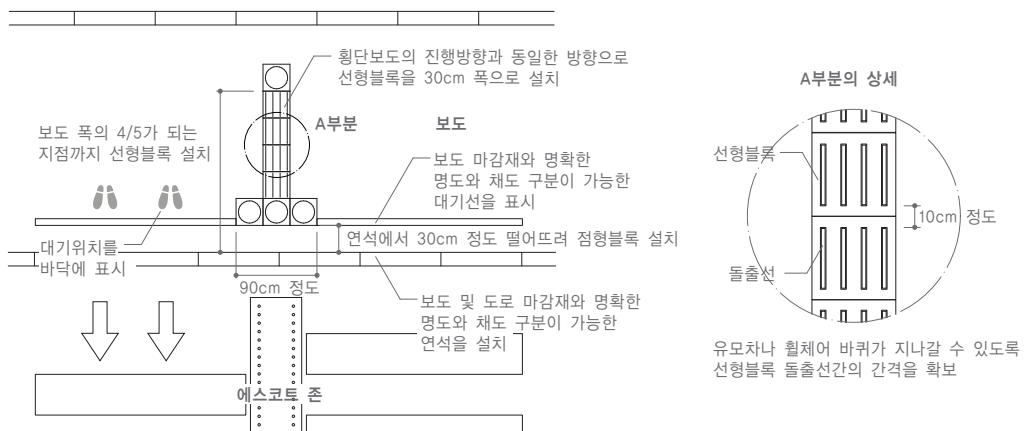 횡단보도의 진행방향과 동일한 방향으로
선형블록을 30cm 폭으로 설치
A부분
보도
보도 폭의 4/5가 되는
지점까지 선형블록 설치
보도 마감재와 명확한
명도와 채도 구분이 가능한
대기선을 표시
연석에서 30cm 정도 떨어뜨려 점형블록 설치
대기위치를
바닥에 표시
90cm 정도
보도 및 도로 마감재와 명확한
명도와 채도 구분이 가능한
연석을 설치
에스코트 존
A부분의 상세
선형블록
10cm 정도
돌출선
유모차나 휠체어 바퀴가 지나갈 수 있도록
선형블록 돌출선간의 간격을 확보